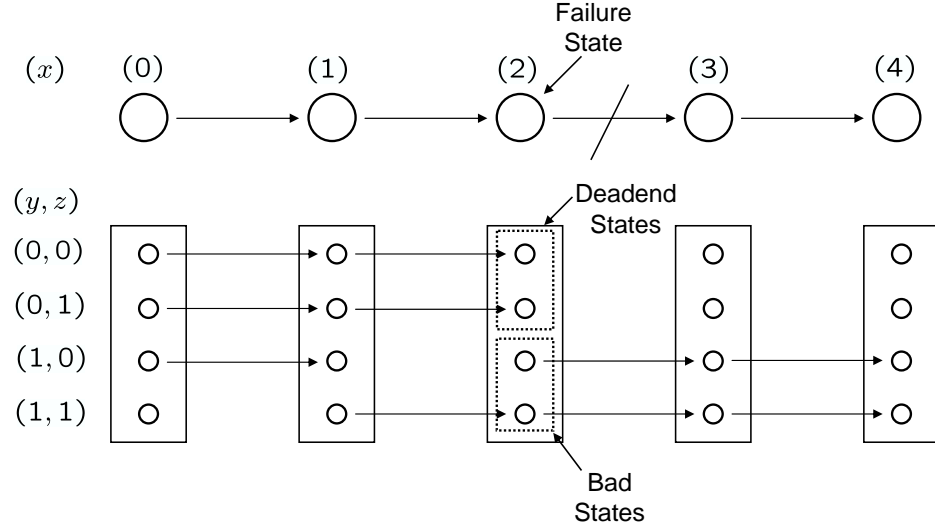 Failure
State
(x) (0) (1) (2) (3) (4)
(y, z)
Deadend
States
(0, 0)
(0, 1)
(1, 0)
(1, 1)
Bad
States